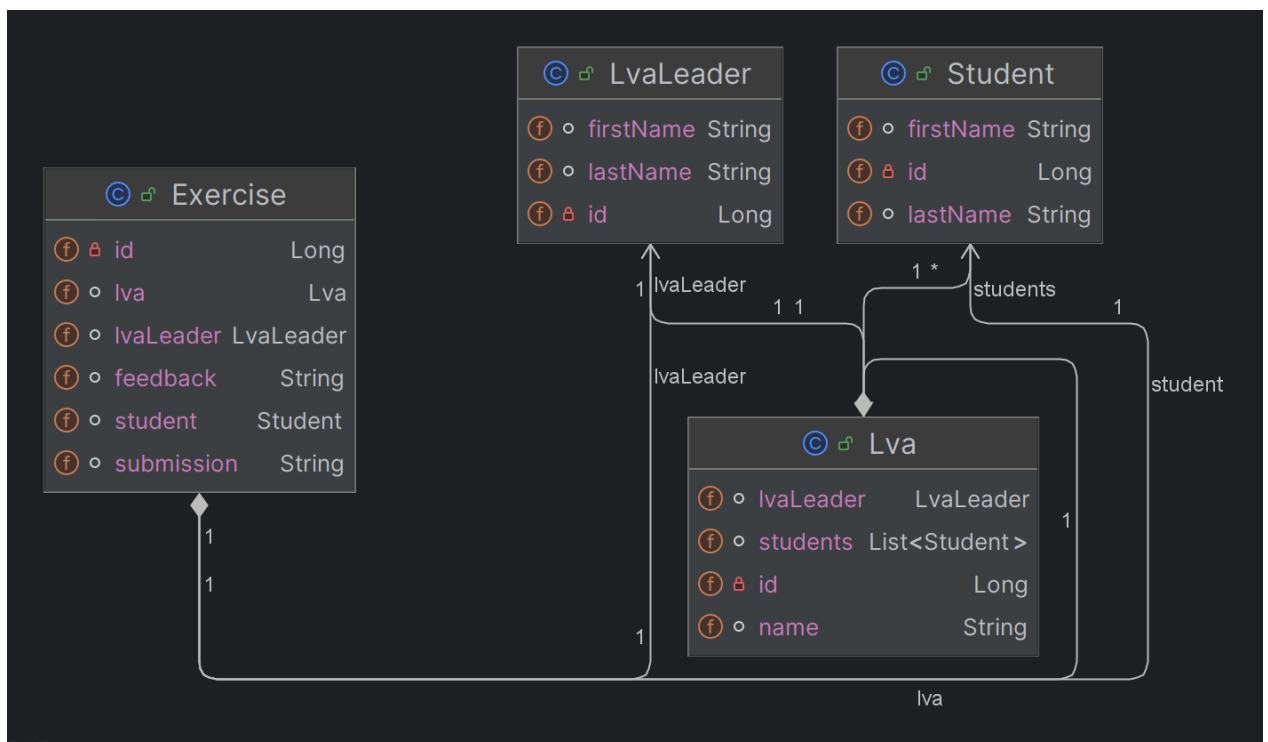 LvaLeader
firstName String
lastName String
id Long
Student
firstName String
id Long
lastName String
Exercise
id Long
lva Lva
lvaLeader LvaLeader
feedback String
student Student
submission String
1 lvaLeader
1 *
students
1 1
1
lvaLeader
student
Lva
lvaLeader LvaLeader
students List<Student>
id Long
name String
1
1
1
1
lva